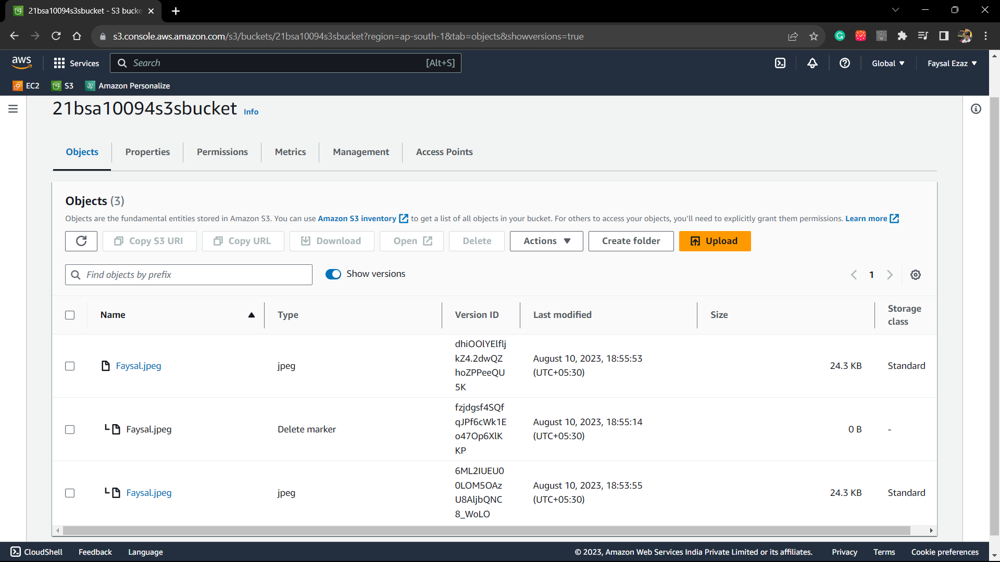 21bsa10094s3sbucket - S3 bucke
s3.console.aws.amazon.com/s3/buckets/21bsa10094s3sbucket?region=ap-south-1&tab=objects&showversions=true
aws
Services
Search
[Alt+S]
Global
Faysal Ezaz
EC2
S3
Amazon Personalize
21bsa10094s3sbucket Info
Objects
Properties
Permissions
Metrics
Management
Access Points
Objects (3)
Objects are the fundamental entities stored in Amazon S3. You can use Amazon S3 inventory to get a list of all objects in your bucket. For others to access your objects, you'll need to explicitly grant them permissions. Learn more
Copy S3 URI
Copy URL
Download
Open
Delete
Actions
Create folder
Upload
Find objects by prefix
Show versions
1
Name
Type
Version ID
Last modified
Size
Storage
class
Faysal.jpeg
jpeg
dhiOOlYElflj
kZ4.2dwQZ
hoZPPeeQU
5K
August 10, 2023, 18:55:53
(UTC+05:30)
24.3 KB
Standard
Faysal.jpeg
Delete marker
fzjdgsf4SQf
qJPf6cWk1E
o47Op6XlK
KP
August 10, 2023, 18:55:14
(UTC+05:30)
0 B
-
Faysal.jpeg
jpeg
6ML2IUEU0
0LOM5OAz
U8AljbQNC
8_WoLO
August 10, 2023, 18:53:55
(UTC+05:30)
24.3 KB
Standard
CloudShell
Feedback
Language
© 2023, Amazon Web Services India Private Limited or its affiliates.
Privacy
Terms
Cookie preferences